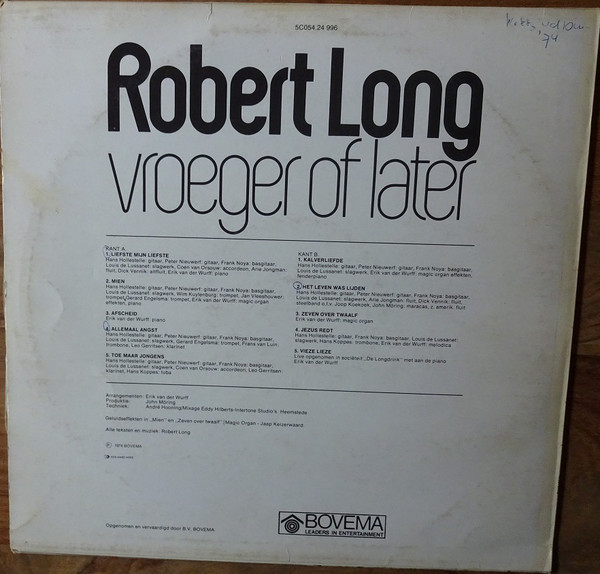 5C054.24 996
'74
Robert Long
vroeger of later
KANT A:
1. LIEFSTE MIJN LIEFSTE
Hans Hollestelle: gitaar, Peter Nieuwerf: gitaar, Frank Noya: basgitaar,
Louis de Lussanet: slagwerk, Coen van Orsouw: accordeon, Arie Jongman:
fluit, Dick Vennik: altfluit, Erik van der Wurff: piano
2. MIEN
Hans Hollestelle: gitaar, Peter Nieuwerf: gitaar, Frank Noya: basgitaar,
Louis de Lussanet: slagwerk, Wim Kuylenburg: trompet, Jan Vleeshouwer:
trompet, Gerard Engelsma: trompet, Erik van der Wurff: magic organ
effekten, piano
3. AFSCHEID
Erik van der Wurff: piano
4. ALLEMAAL ANGST
Hans Hollestelle: gitaar, Peter Nieuwerf: gitaar, Frank Noya: basgitaar,
Louis de Lussanet: slagwerk, Gerard Engelsma: trompet, Frans van Luin:
trombone, Leo Gerritsen: klarinet
5. TOE MAAR JONGENS
Hans Hollestelle: gitaar, Peter Nieuwerf: gitaar, Frank Noya: basgitaar,
Louis de Lussanet: slagwerk, Coen van Orsouw: accordeon, Leo Gerritsen:
klarinet, Hans Koppes: tuba
KANT B:
1. KALVERLIEFDE
Hans Hollestelle: gitaar, Peter Nieuwerf: gitaar, Frank Noya: basgitaar,
Louis de Lussanet: slagwerk, Erik van der Wurff: magic organ effekten,
fenderpiano
2. HET LEVEN WAS LIJDEN
Hans Hollestelle: gitaar, Peter Nieuwerf: gitaar, Frank Noya: basgitaar,
Louis de Lussanet: slagwerk, Arie Jongman: fluit, Dick Vennik: fluit,
steelband o.l.v. Jaap Koekoek, John Möring: maracas, z. amerik. fluit
3. ZEVEN OVER TWAALF
Erik van der Wurff: magic organ
4. JEZUS REDT
Hans Hollestelle: gitaar, Frank Noya: basgitaar, Louis de Lussanet:
slagwerk, Hans Koppes: trombone, Erik van der Wurff: melodica
5. VIEZE LIEZE
Live opgenomen in sociëteit „De Longdrink" met aan de piano
Erik van der Wurff
Arrangementen: Erik van der Wurff
Produktie: John Möring
Techniek: André Hooning/Mixage Eddy Hilberts-Intertone Studio's Heemstede
Geluidseffekten in „Mien" en „Zeven over twaalf"/Magic Organ - Jaap Keizerwaard
Alle teksten en muziek: Robert Long
1974 BOVEMA
Opgenomen en vervaardigd door B.V. BOVEMA
BOVEMA
LEADERS IN ENTERTAINMENT